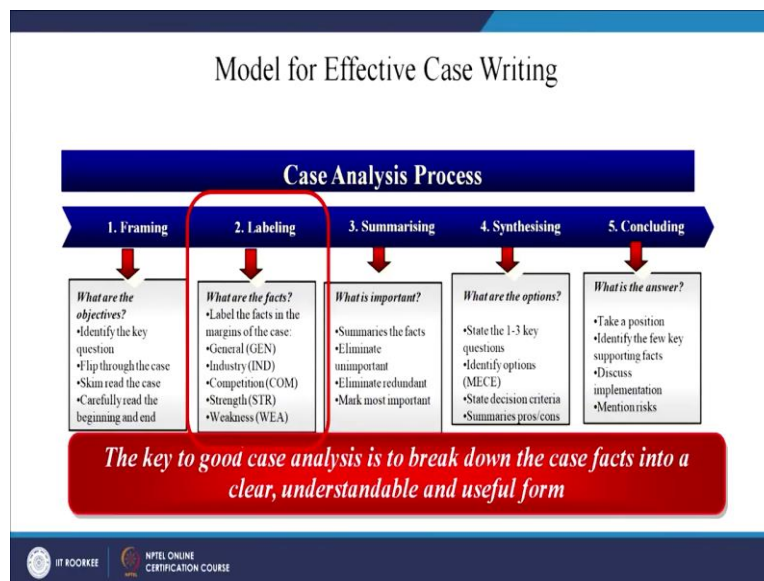 Model for Effective Case Writing
Case Analysis Process
1. Framing
2. Labeling
3. Summarising
4. Synthesising
5. Concluding
What are the
objectives?
•Identify the key
question
•Flip through the case
•Skim read the case
•Carefully read the
beginning and end
What are the facts?
•Label the facts in the
margins of the case:
•General (GEN)
•Industry (IND)
•Competition (COM)
•Strength (STR)
•Weakness (WEA)
What is important?
•Summaries the facts
•Eliminate
unimportant
•Eliminate redundant
•Mark most important
What are the options?
•State the 1-3 key
questions
•Identify options
(MECE)
•State decision criteria
•Summaries pros/cons
What is the answer?
•Take a position
•Identify the few key
supporting facts
•Discuss
implementation
•Mention risks
The key to good case analysis is to break down the case facts into a
clear, understandable and useful form
IIT ROORKEE
NPTEL ONLINE
CERTIFICATION COURSE